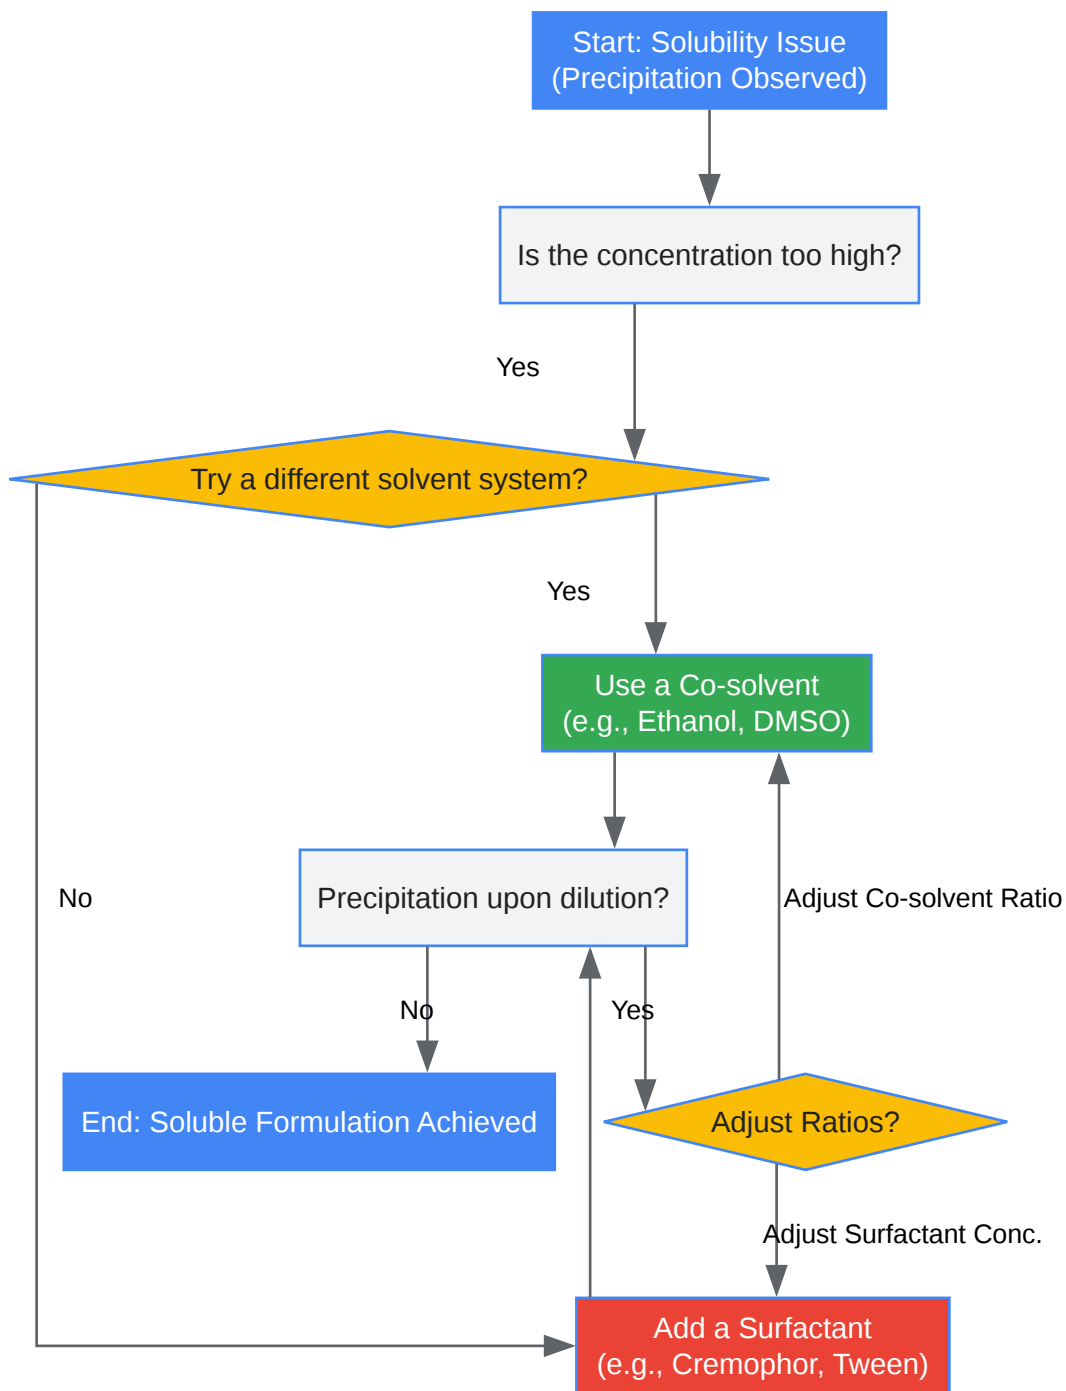 Start: Solubility Issue
(Precipitation Observed)
Is the concentration too high?
Yes
Try a different solvent system?
Yes
Use a Co-solvent
(e.g., Ethanol, DMSO)
No
Precipitation upon dilution?
Adjust Co-solvent Ratio
No
Yes
End: Soluble Formulation Achieved
Adjust Ratios?
Adjust Surfactant Conc.
Add a Surfactant
(e.g., Cremophor, Tween)